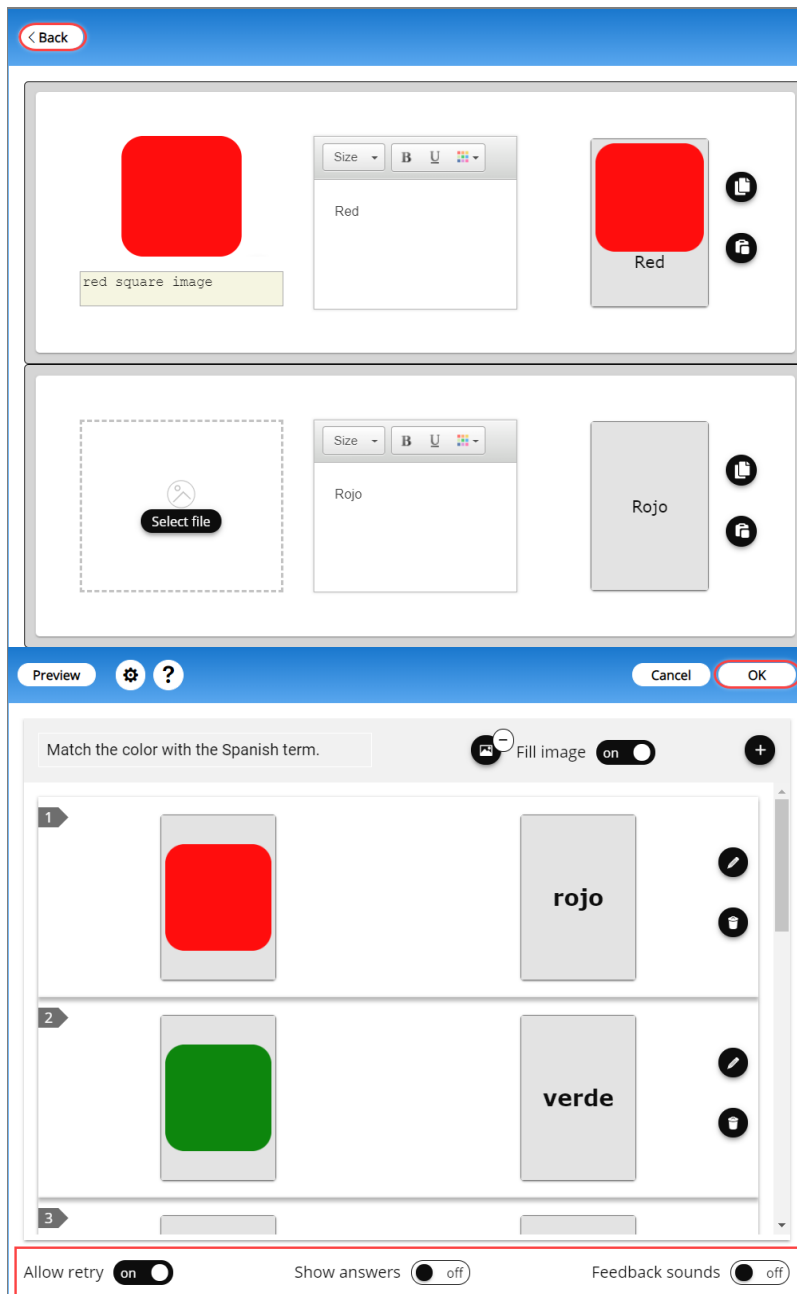 < Back
Size B U
Red
Red
red square image
Size B U
Rojo
Rojo
Select file
Preview ? Cancel OK
Match the color with the Spanish term. Fill image on +
1
rojo
2
verde
3
Allow retry on Show answers off Feedback sounds off